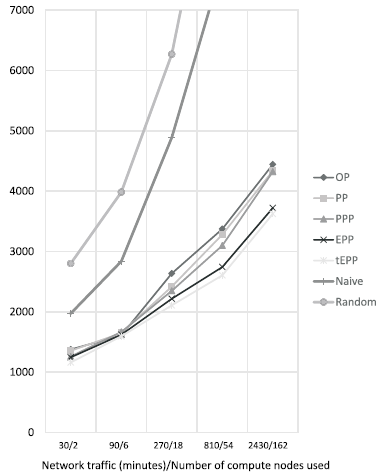 7000
6000
5000
4000
3000
2000
1000
0
30/2 90/6 270/18 810/54 2430/162
Network traffic (minutes)/Number of compute nodes used
OP
PP
PPP
EPP
tEPP
Naive
Random